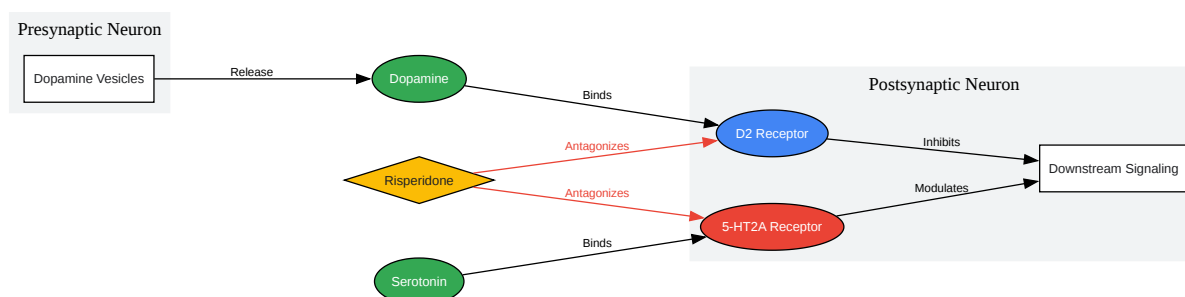 Presynaptic Neuron
Dopamine Vesicles
Release
Dopamine
Binds
Postsynaptic Neuron
D2 Receptor
Inhibits
Antagonizes
Risperidone
Downstream Signaling
Antagonizes
Modulates
5-HT2A Receptor
Binds
Serotonin